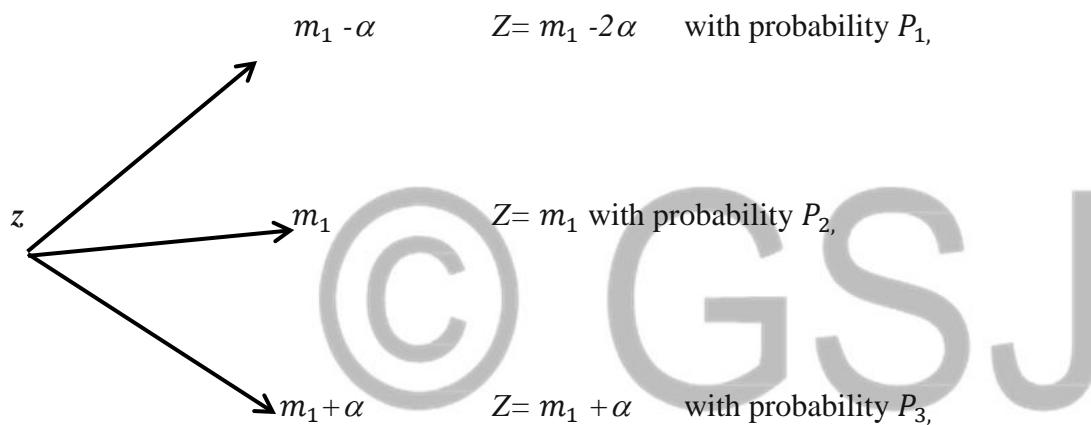 m₁ -α Z= m₁ -2α with probability P₁,
z m₁ Z= m₁ with probability P₂,
© GSJ
m₁+α Z= m₁ +α with probability P₃,